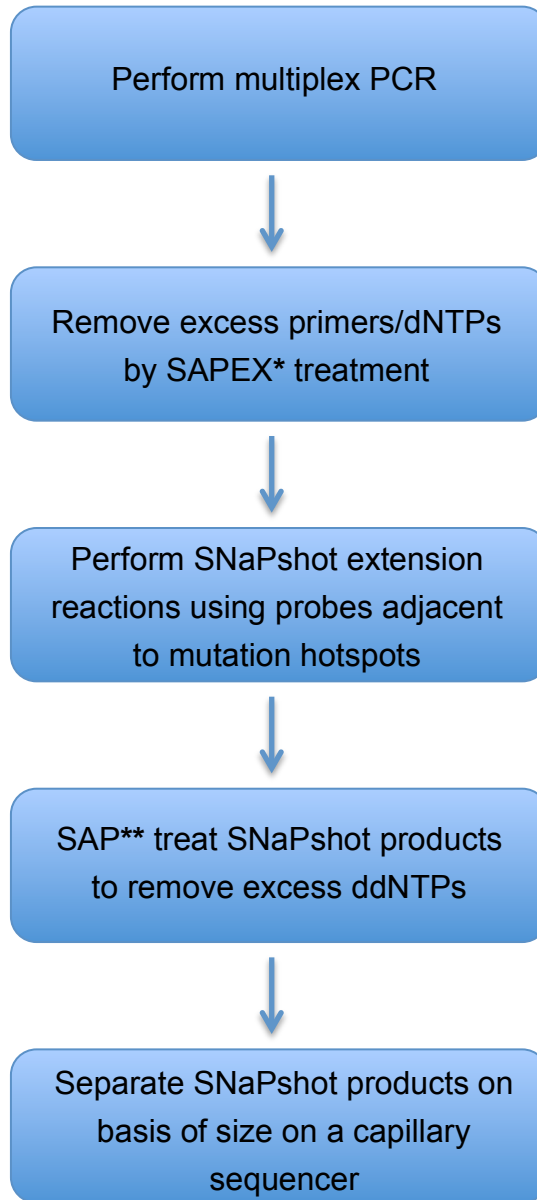 Perform multiplex PCR
Remove excess primers/dNTPs
by SAPEX* treatment
Perform SNaPshot extension
reactions using probes adjacent
to mutation hotspots
SAP** treat SNaPshot products
to remove excess ddNTPs
Separate SNaPshot products on
basis of size on a capillary
sequencer